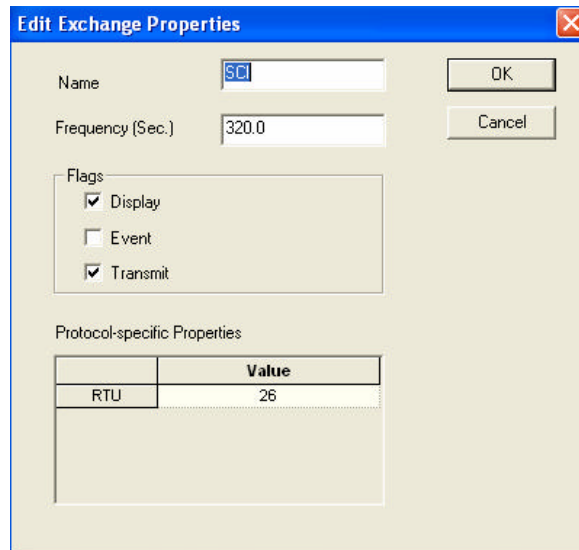 Edit Exchange Properties
Name
SCI
OK
Frequency (Sec.)
320.0
Cancel
Flags
Display
Event
Transmit
Protocol-specific Properties
Value
RTU 26